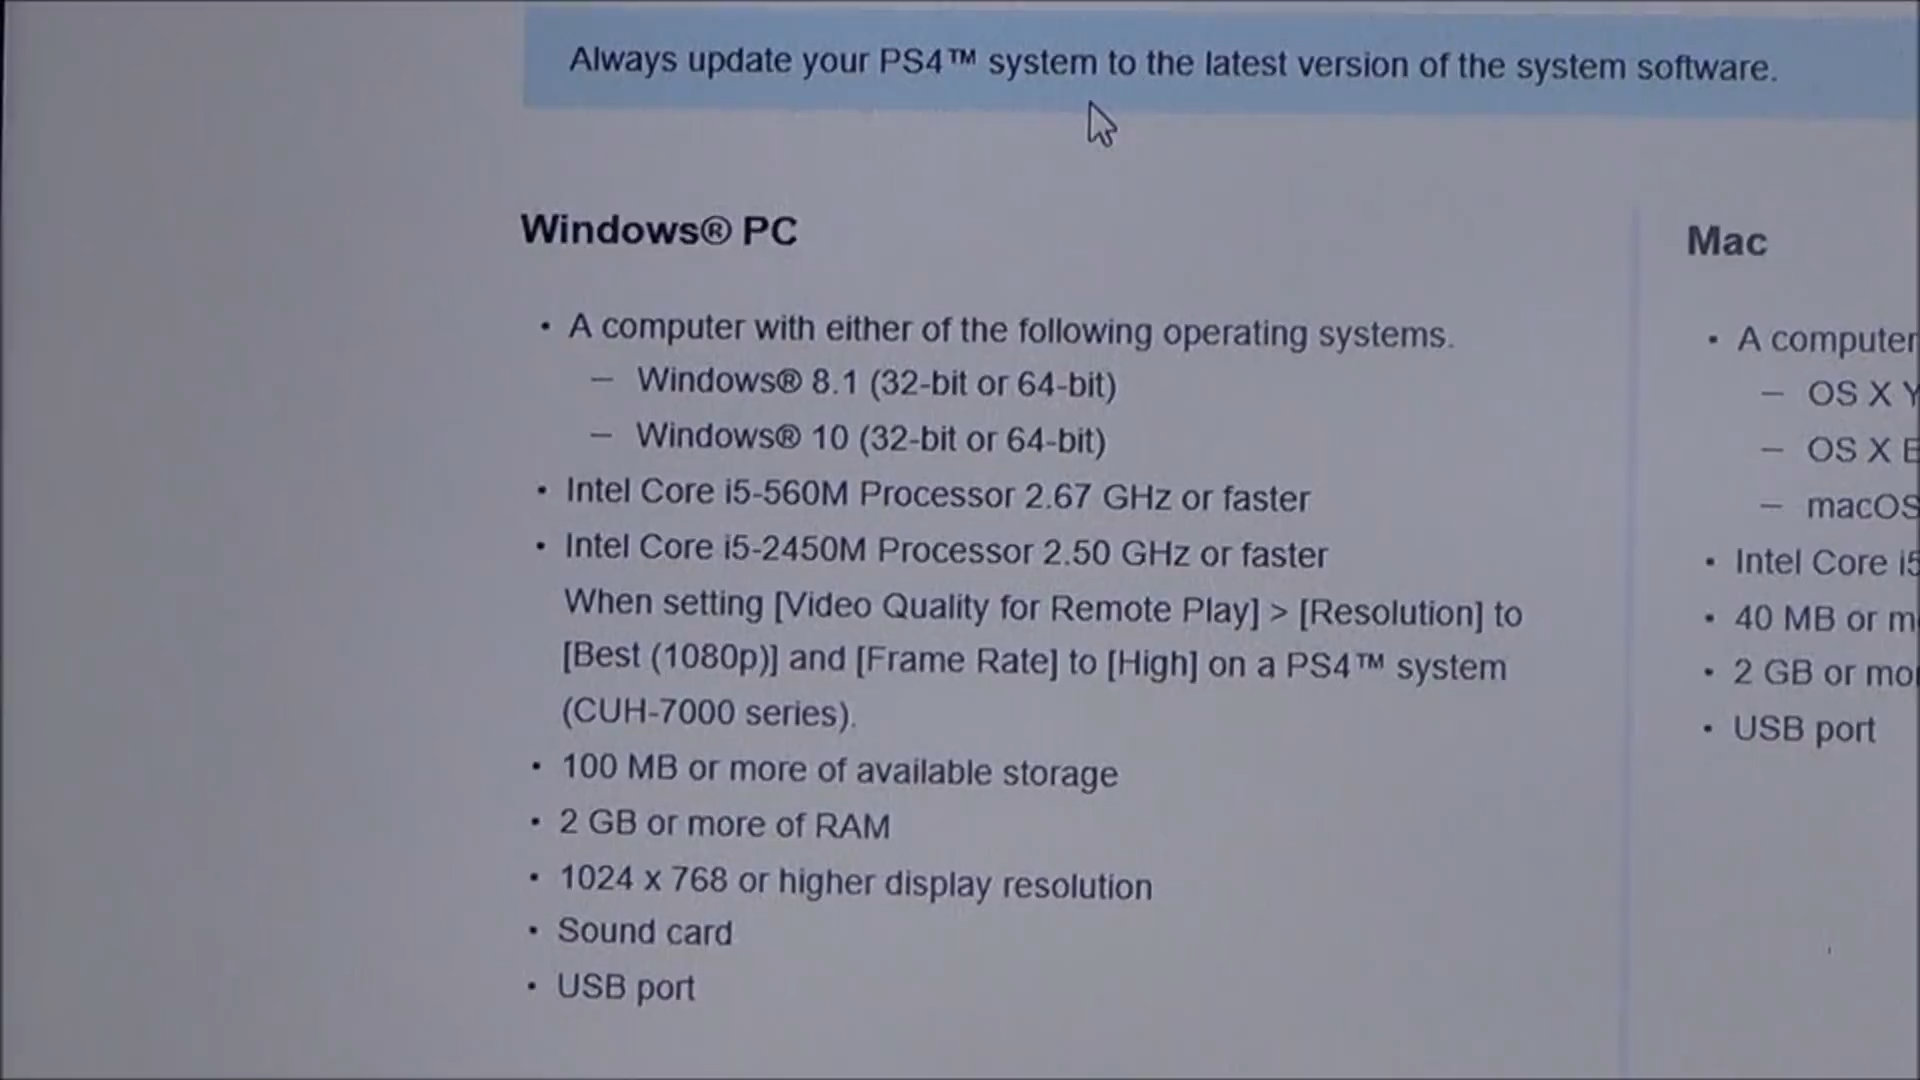 Always update your PS4™ system to the latest version of the system software.
Windows® PC
• A computer with either of the following operating systems.
– Windows® 8.1 (32-bit or 64-bit)
– Windows® 10 (32-bit or 64-bit)
• Intel Core i5-560M Processor 2.67 GHz or faster
• Intel Core i5-2450M Processor 2.50 GHz or faster
When setting [Video Quality for Remote Play] > [Resolution] to
[Best (1080p)] and [Frame Rate] to [High] on a PS4™ system
(CUH-7000 series).
• 100 MB or more of available storage
• 2 GB or more of RAM
• 1024 x 768 or higher display resolution
• Sound card
• USB port
Mac
• A computer
– OS X
– OS X
– macOS
• Intel Core i5
• 40 MB or
• 2 GB or
• USB port